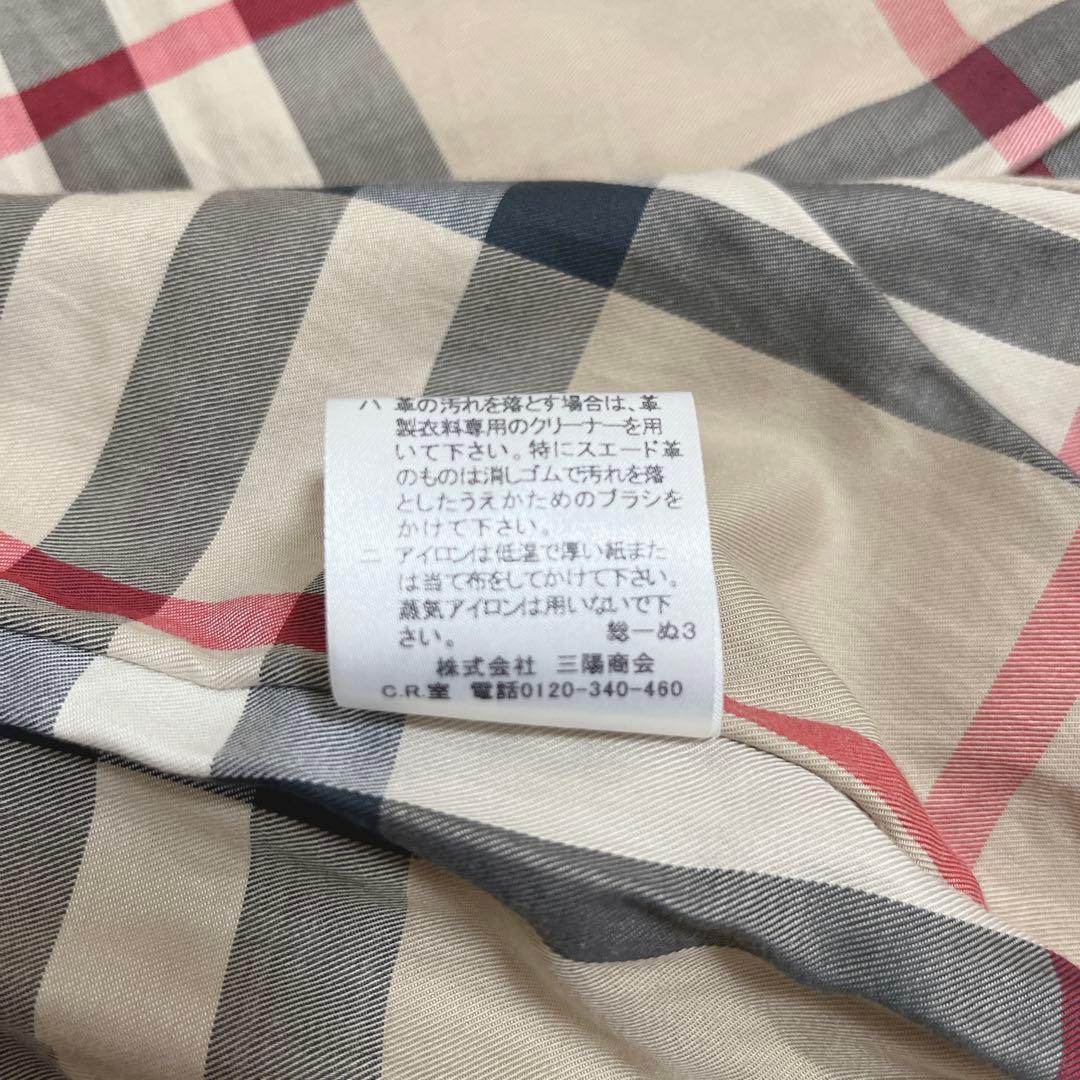 ハ 革の汚れを落とす場合は、革
製衣料専用のクリーナーを用
いて下さい。特にスエード革
のものは消しゴムで汚れを落
としたうえかためのブラシを
かけて下さい。
ニ アイロンは低温で厚い紙また
は当て布をしてかけて下さい。
蒸気アイロンは用いないで下
さい。 総ーぬ3
株式会社 三陽商会
C.R.室 電話0120-340-460